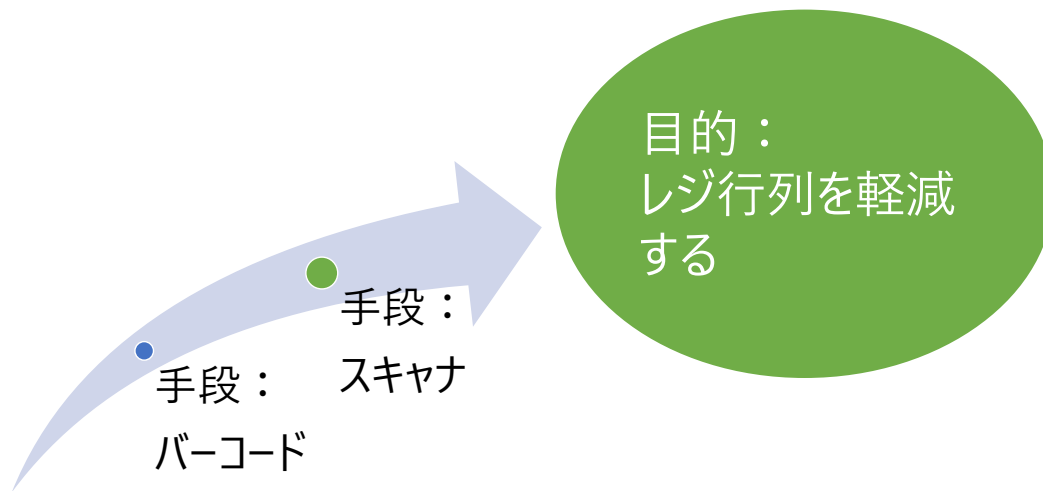 目的：
レジ行列を軽減
する
手段：
スキャナ
手段：
バーコード